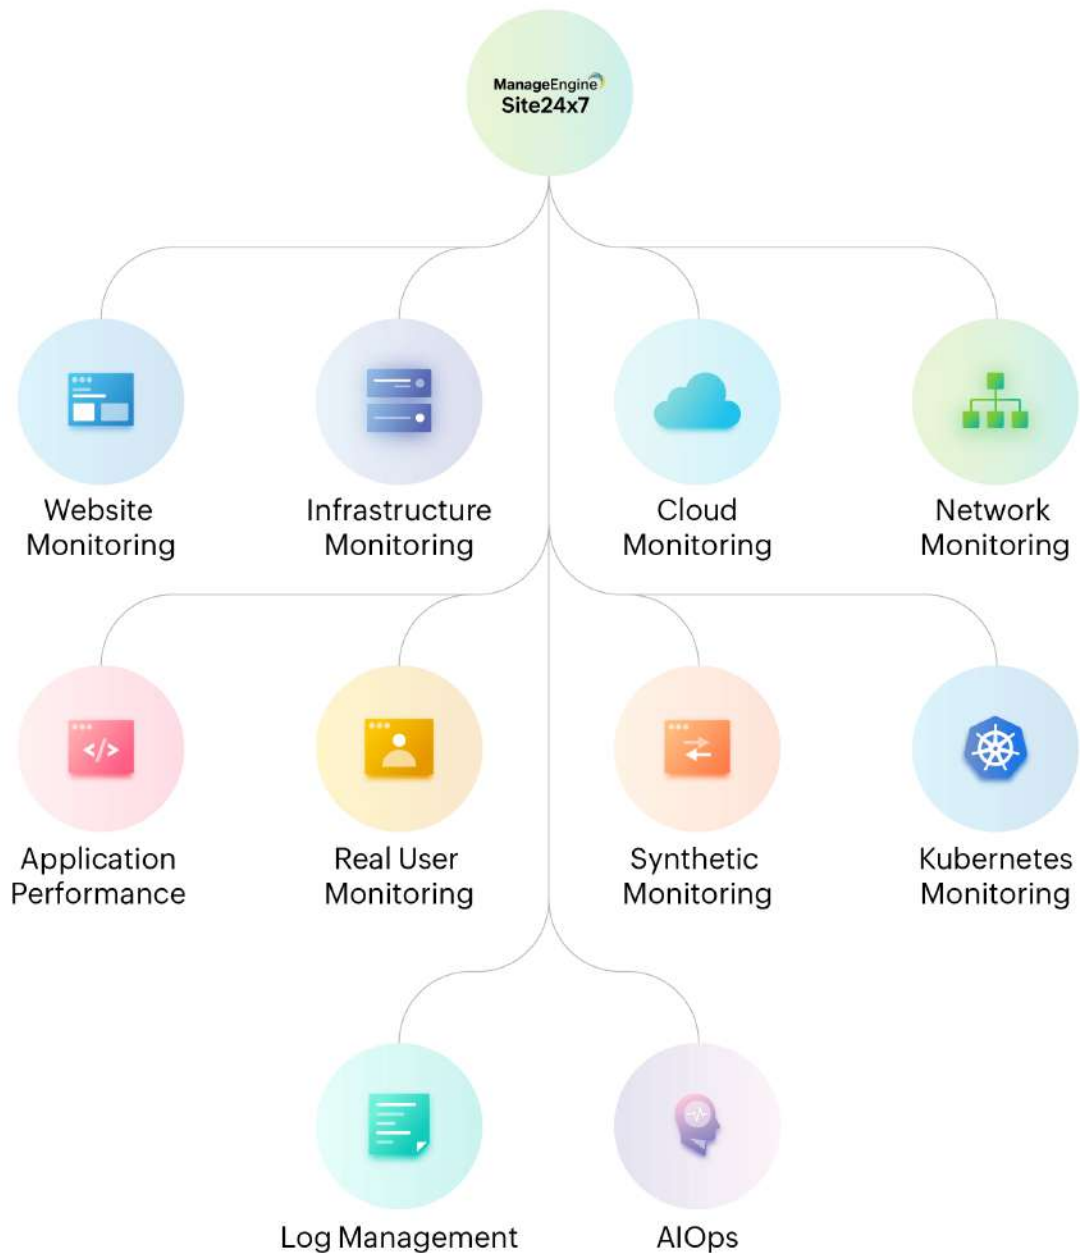 ManageEngine
Site24x7
Website
Monitoring
Infrastructure
Monitoring
Cloud
Monitoring
Network
Monitoring
</>
Application
Performance
Real User
Monitoring
Synthetic
Monitoring
Kubernetes
Monitoring
Log Management
AIOps